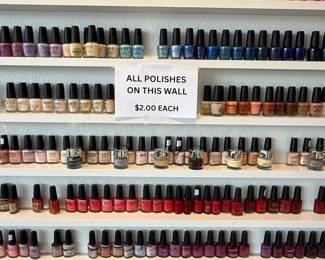 ALL POLISHES
ON THIS WALL
$2.00 EACH